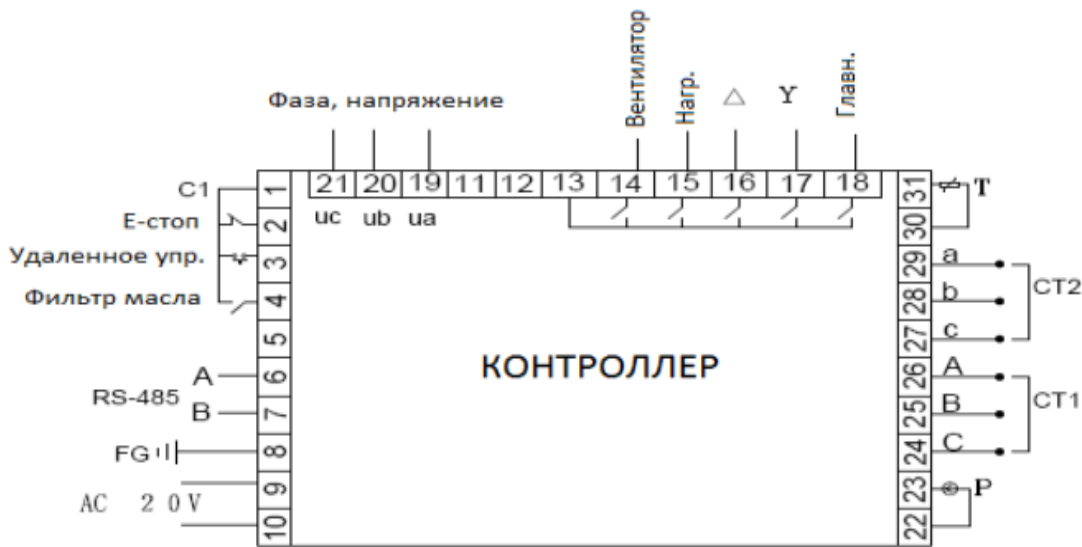 Фаза, напряжение
Вентилятор
Нагр.
△
Y
Главн.
21 20 19 11 12 13 14 15 16 17 18
uc ub ua
C1
E-стоп
Удаленное упр.
Фильтр масла
A
RS-485
B
FG
AC 2 0 V
1
2
3
4
5
6
7
8
9
10
КОНТРОЛЛЕР
31 T
30
29 a
28 b
27 c
CT2
26 A
25 B
24 C
CT1
23 P
22